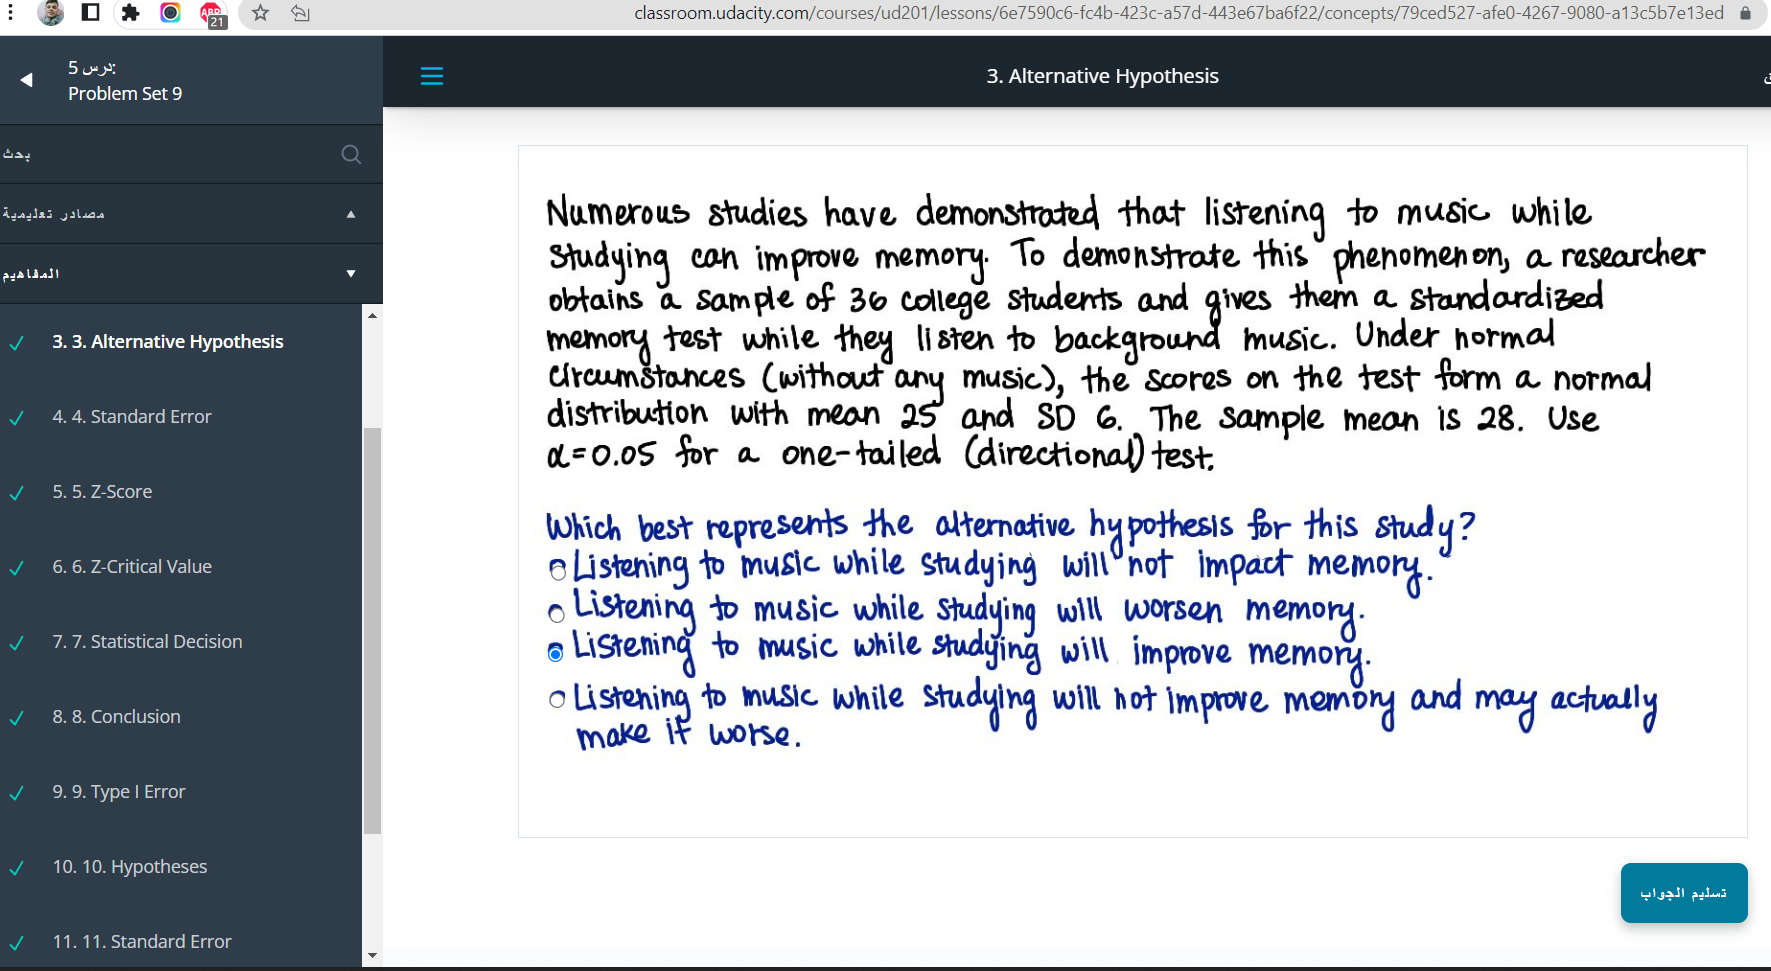 ABP
21
classroom.udacity.com/courses/ud201/lessons/6e7590c6-fc4b-423c-a57d-443e67ba6f22/concepts/79ced527-afe0-4267-9080-a13c5b7e13ed
درس 5:
Problem Set 9
3. Alternative Hypothesis
بحث
مصادر تعليمية
المفاهيم
3. 3. Alternative Hypothesis
4. 4. Standard Error
5. 5. Z-Score
6. 6. Z-Critical Value
7. 7. Statistical Decision
8. 8. Conclusion
9. 9. Type I Error
10. 10. Hypotheses
11. 11. Standard Error
Numerous studies have demonstrated that listening to music while
studying can improve memory. To demonstrate this phenomenon, a researcher
obtains a sample of 36 college students and gives them a standardized
memory test while they listen to background music. Under normal
circumstances (without any music), the scores on the test form a normal
distribution with mean 25 and SD 6. The sample mean is 28. Use
α=0.05 for a one-tailed (directional) test.
Which best represents the alternative hypothesis for this study?
Listening to music while studying will not impact memory.
Listening to music while studying will worsen memory.
Listening to music while studying will improve memory.
Listening to music while studying will not improve memory and may actually
make it worse.
تسليم الجواب